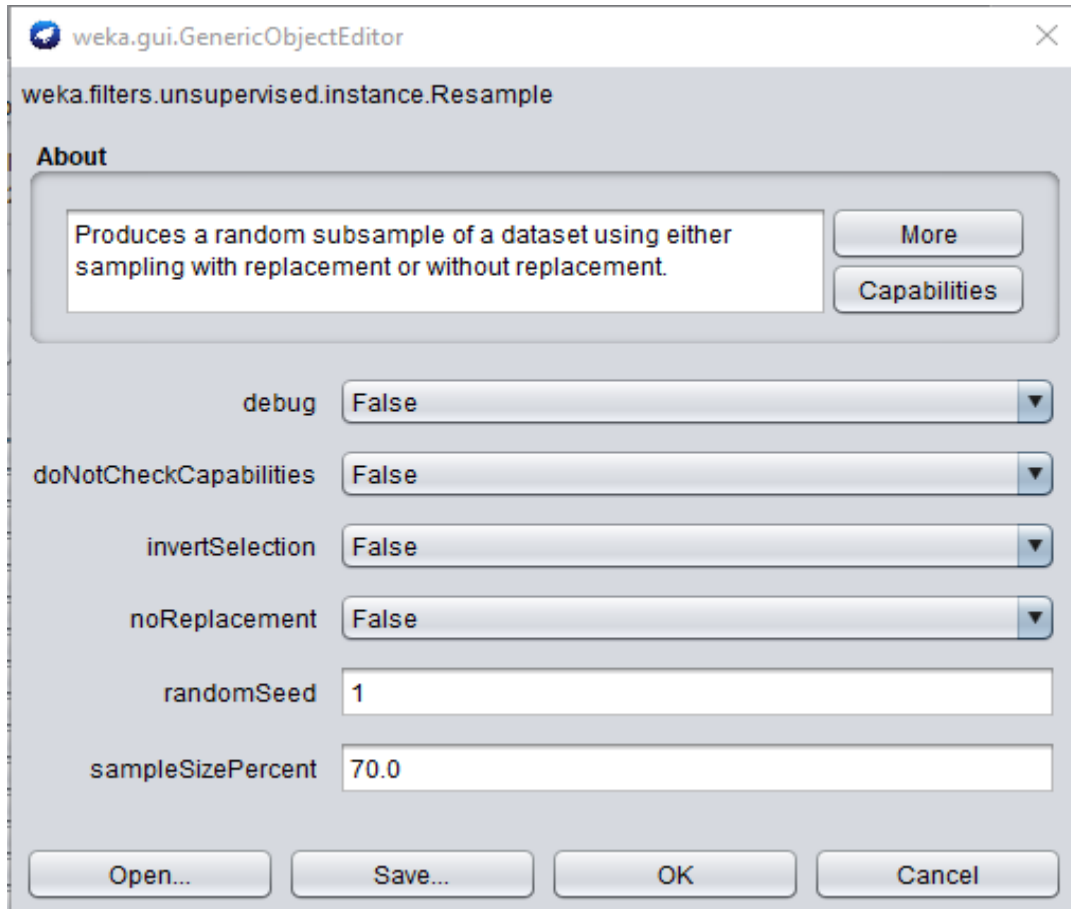 weka.gui.GenericObjectEditor
weka.filters.unsupervised.instance.Resample
About
Produces a random subsample of a dataset using either
sampling with replacement or without replacement.
More
Capabilities
debug False
doNotCheckCapabilities False
invertSelection False
noReplacement False
randomSeed 1
sampleSizePercent 70.0
Open... Save... OK Cancel